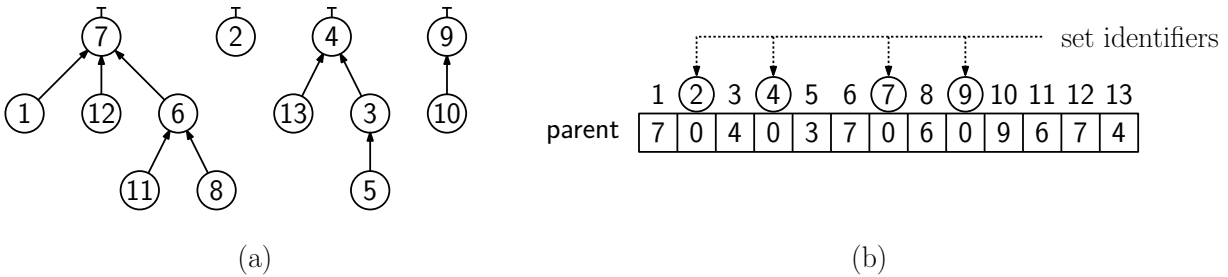 7 2 4 9
1 12 6 13 3 10
11 8 5
(a)
set identifiers
1 2 3 4 5 6 7 8 9 10 11 12 13
parent 7 0 4 0 3 7 0 6 0 9 6 7 4
(b)